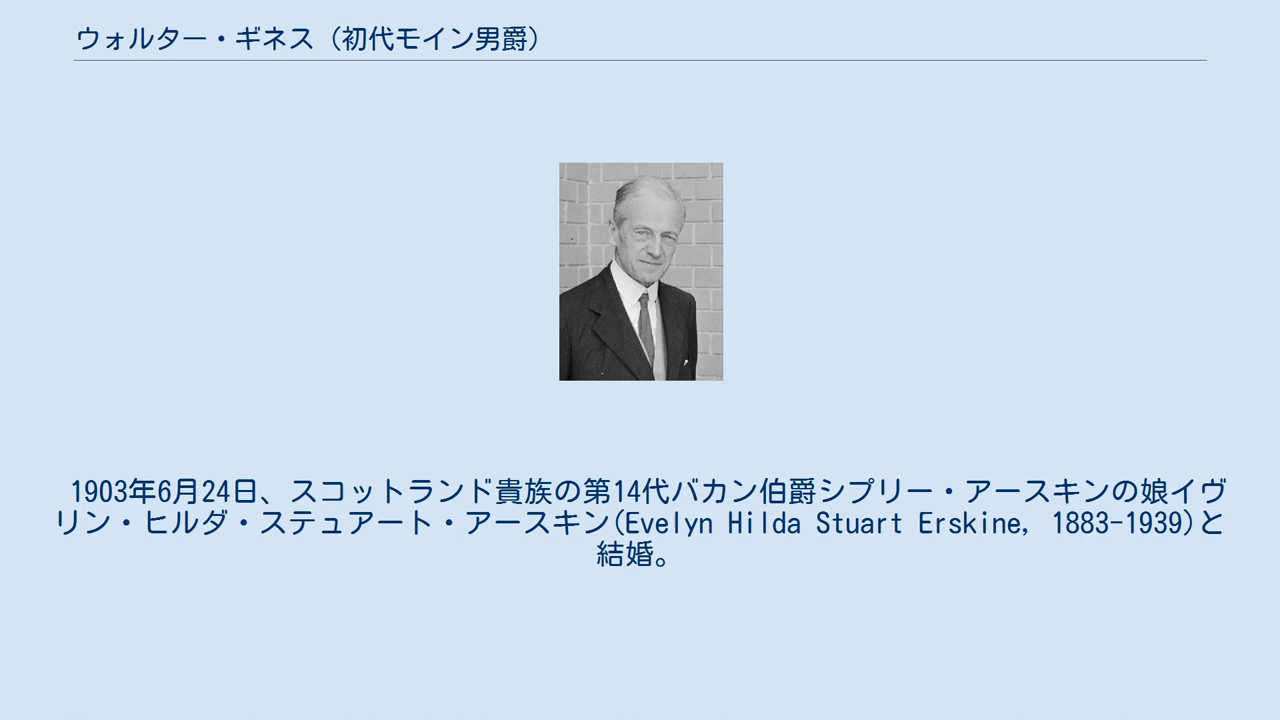 ウォルター・ギネス（初代モイン男爵）
1903年6月24日、スコットランド貴族の第14代バカン伯爵シプリー・アースキンの娘イヴ
リン・ヒルダ・ステュアート・アースキン(Evelyn Hilda Stuart Erskine, 1883-1939)と
結婚。